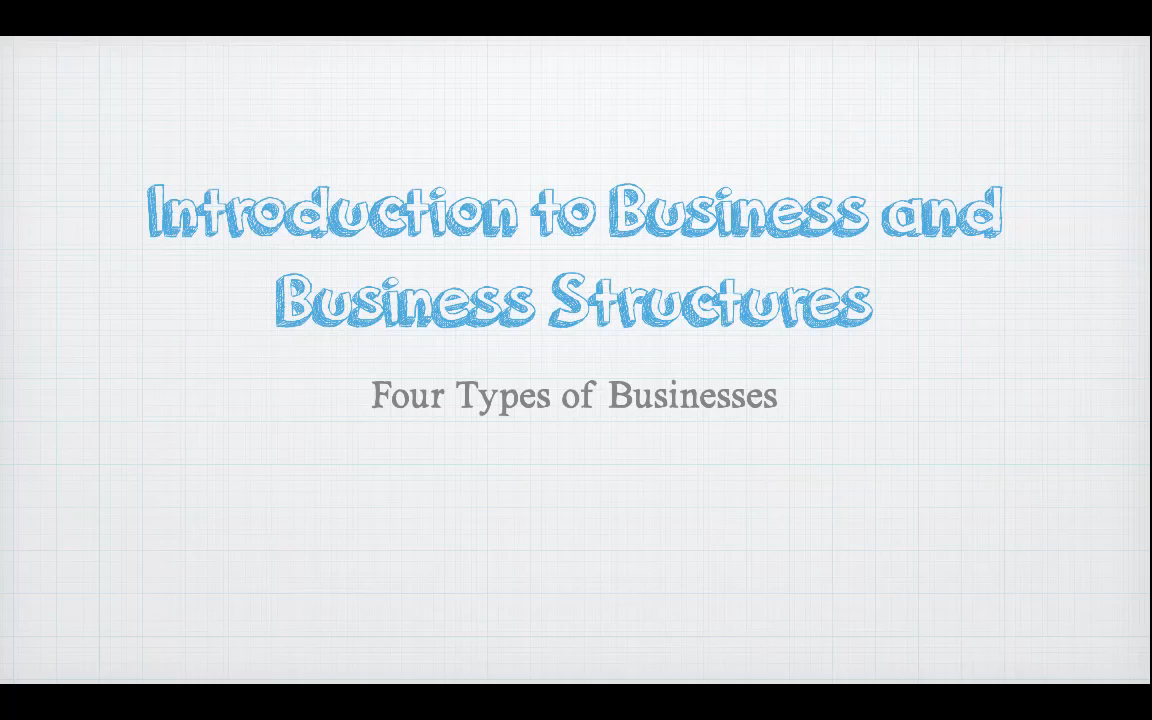 Introduction to Business and
Business Structures
Four Types of Businesses